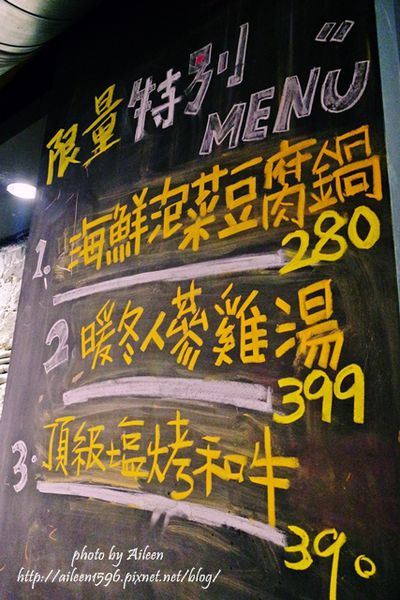 限量 特別 MENU
1. 海鮮泡菜豆腐鍋
280
2 暖冬人蔘雞湯
399
3. 頂級塩烤和牛
390
photo by Aileen
http://aileen1596.pixnet.net/blog/